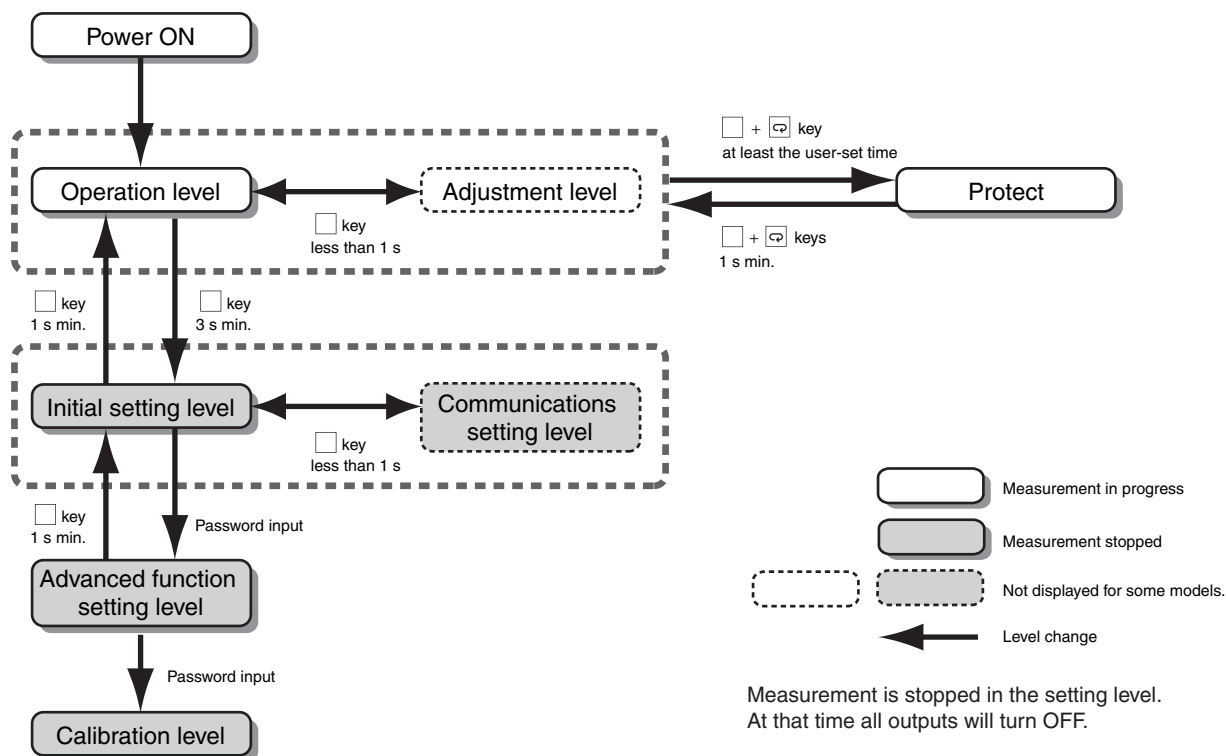 Power ON
+ key
at least the user-set time
Operation level
Adjustment level
Protect
key
less than 1 s
+ keys
1 s min.
key
1 s min.
key
3 s min.
Initial setting level
Communications
setting level
key
less than 1 s
Measurement in progress
key
1 s min.
Password input
Measurement stopped
Advanced function
setting level
Not displayed for some models.
Level change
Password input
Measurement is stopped in the setting level.
At that time all outputs will turn OFF.
Calibration level